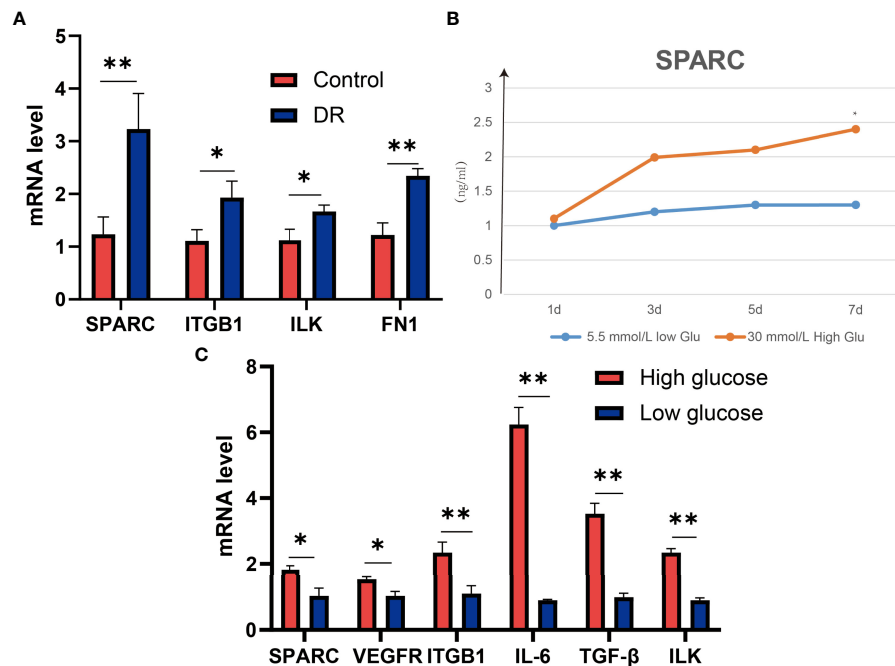 A
mRNA level
5
4
3
2
1
0
**
*
*
**
Control
DR
SPARC ITGB1 ILK FN1
B
SPARC
(ng/ml)
3
2.5
2
1.5
1
0.5
0
*
1d 3d 5d 7d
5.5 mmol/L low Glu 30 mmol/L High Glu
C
mRNA level
8
6
4
2
0
*
*
**
**
**
**
High glucose
Low glucose
SPARC VEGFR ITGB1 IL-6 TGF-β ILK